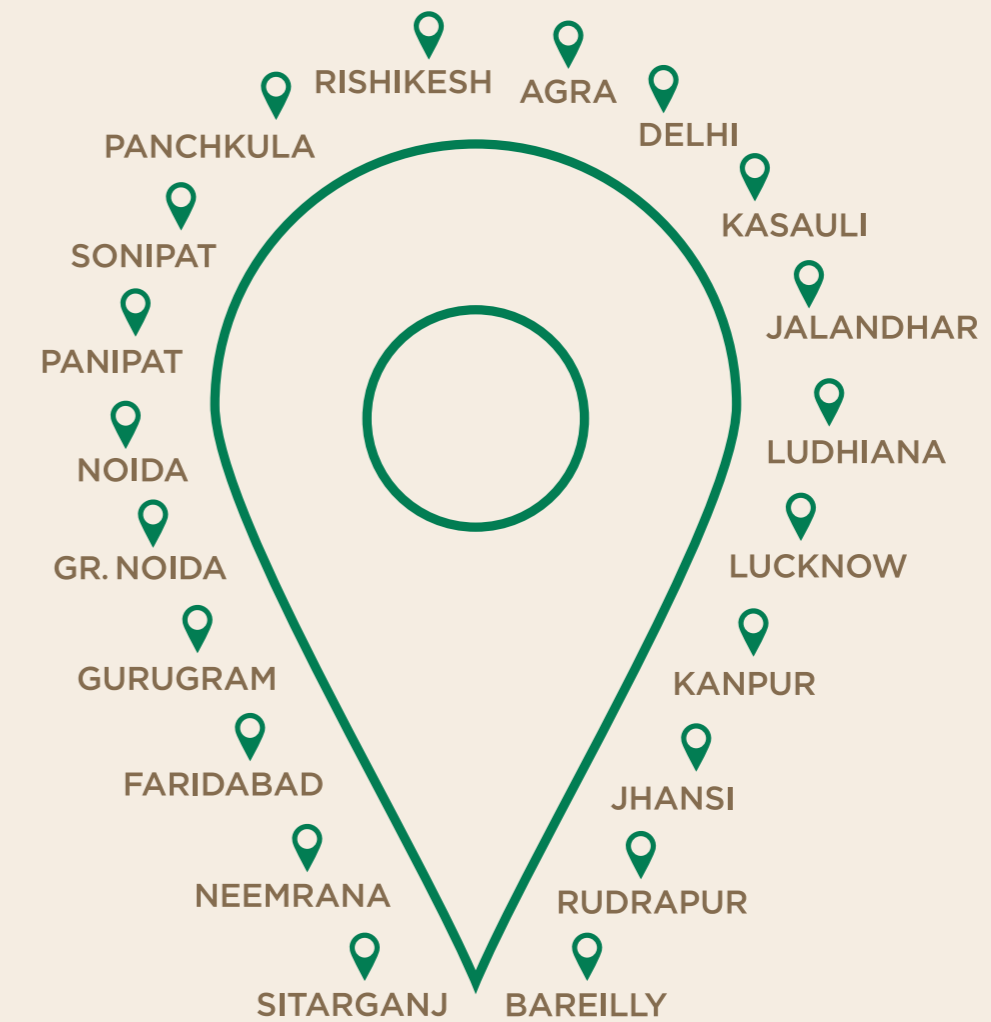 RISHIKESH
AGRA
DELHI
PANCHKULA
KASAULI
SONIPAT
JALANDHAR
PANIPAT
LUDHIANA
NOIDA
LUCKNOW
GR. NOIDA
GURUGRAM
KANPUR
FARIDABAD
JHANSI
NEEMRANA
RUDRAPUR
SITARGANJ
BAREILLY